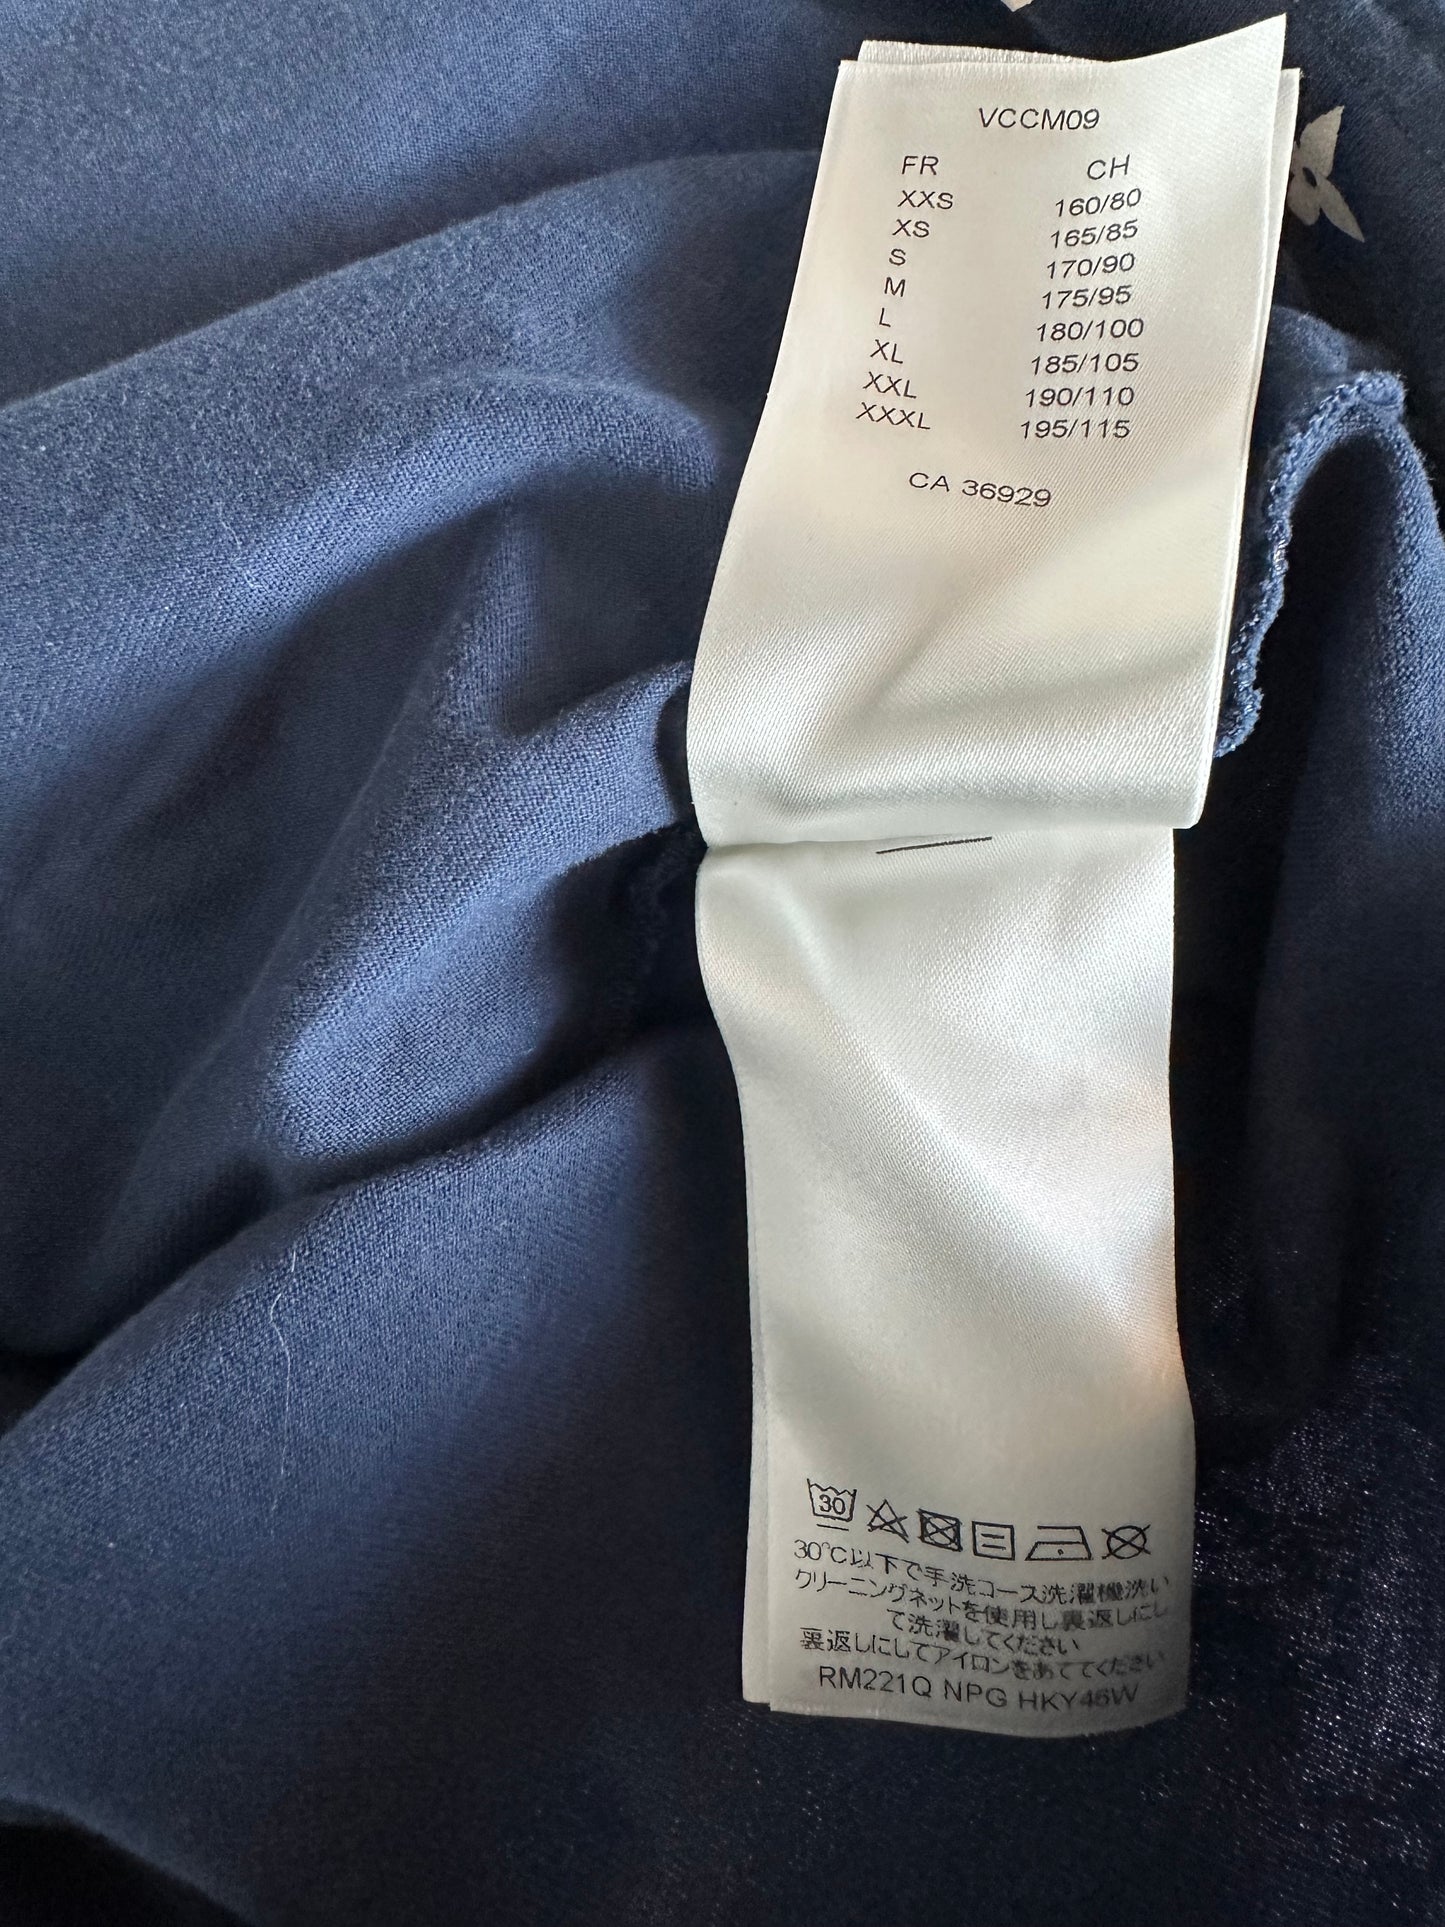 VCCM09
FR CH
XXS 160/80
XS 165/85
S 170/90
M 175/95
L 180/100
XL 185/105
XXL 190/110
XXXL 195/115
CA 36929
30
30℃以下で手洗コース洗濯機洗い
クリーニングネットを使用し裏返しにし
て洗濯してください
裏返しにしてアイロンをあててください
RM221Q NPG HKY46W